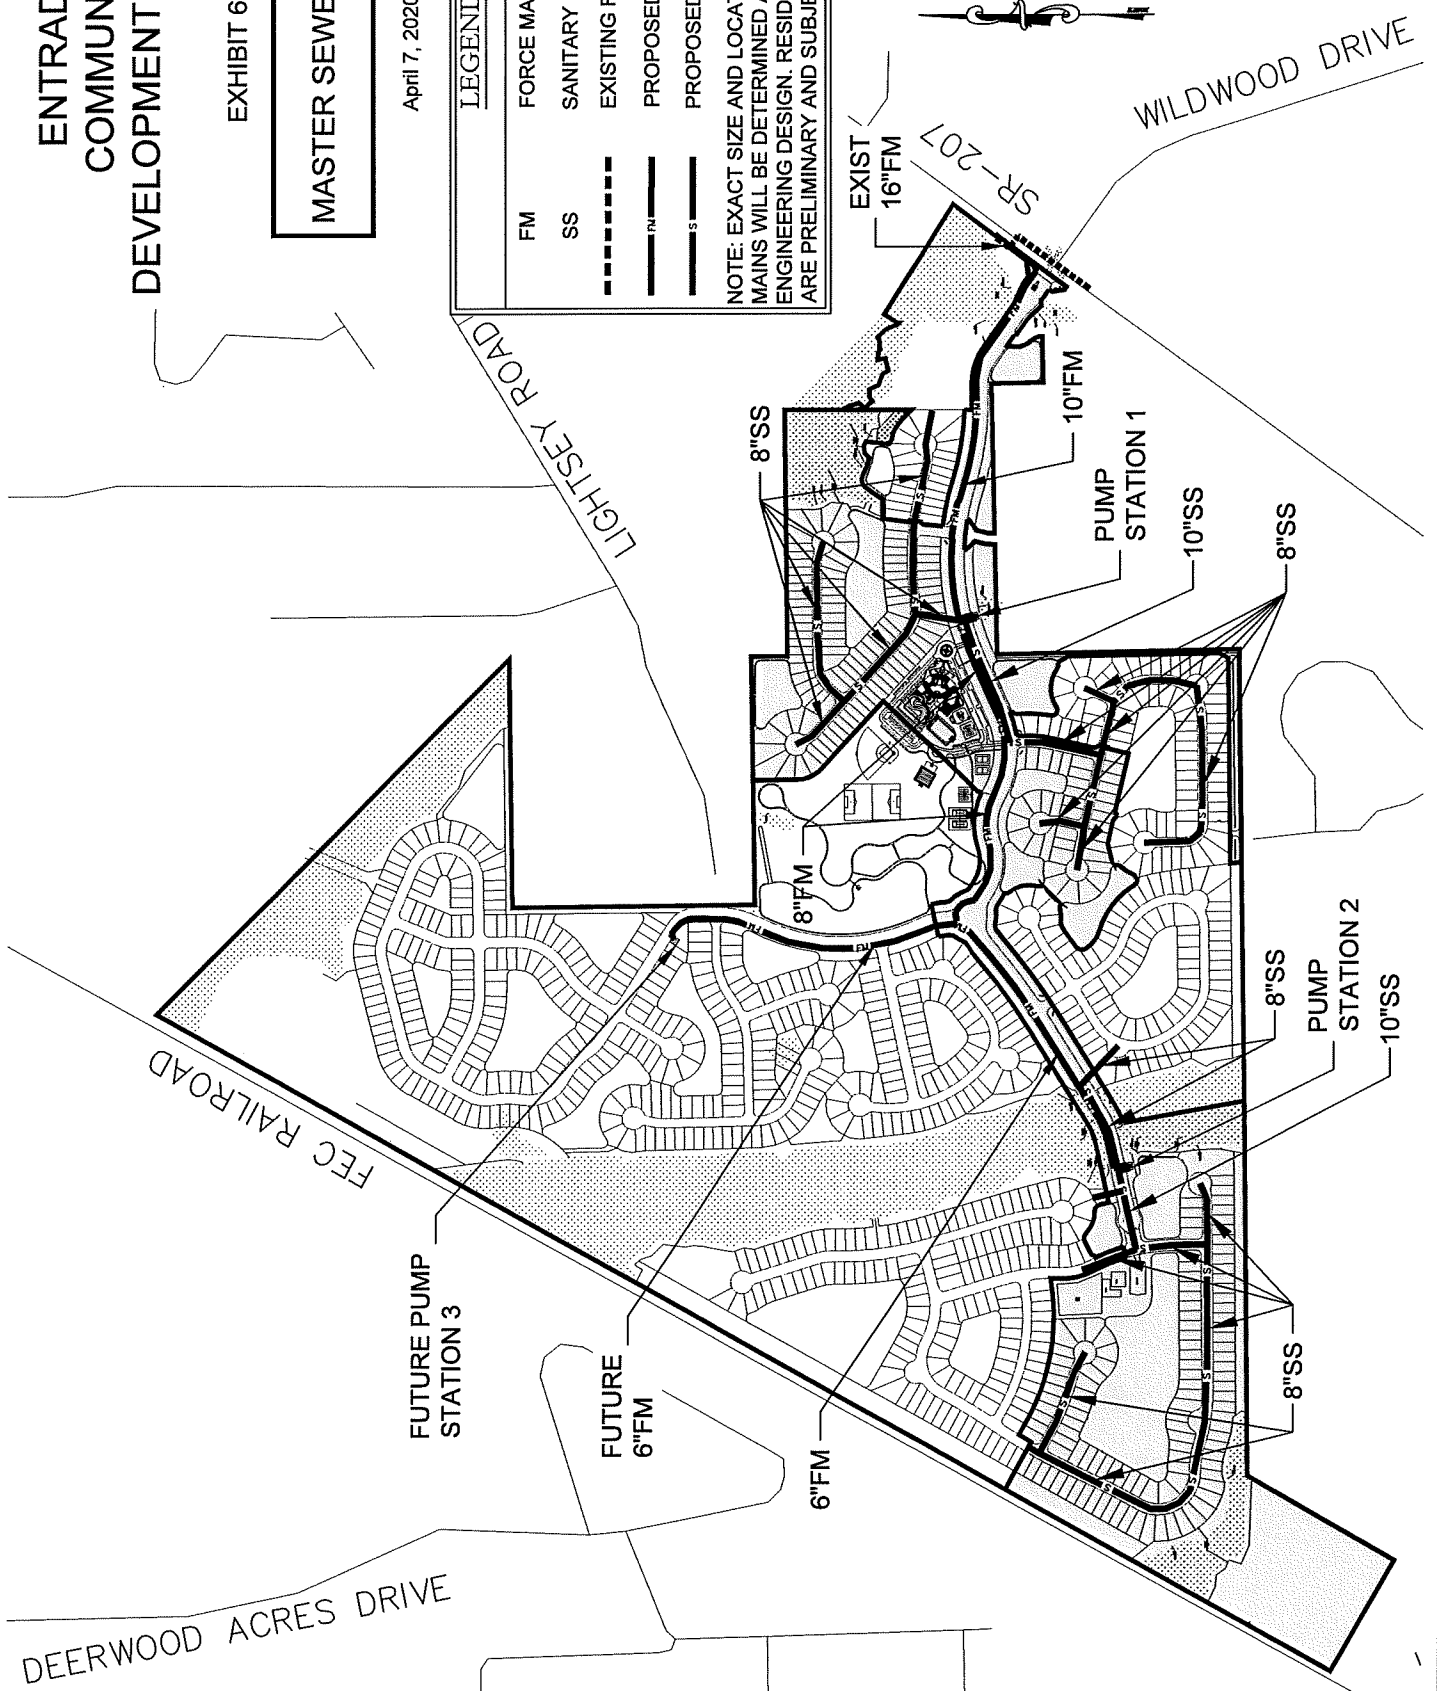 ENTRAD
COMMUN
DEVELOPMENT
EXHIBIT 6
MASTER SEWE
April 7, 2020
LEGEND
FM FORCE MA
SS SANITARY
EXISTING F
FM PROPOSED
S PROPOSED
NOTE: EXACT SIZE AND LOCAT
MAINS WILL BE DETERMINED A
ENGINEERING DESIGN. RESID
ARE PRELIMINARY AND SUBJE
WILDWOOD DRIVE
SR-207
EXIST
16"FM
LIGHTSEY ROAD
8"SS
10"FM
PUMP
STATION 1
10"SS
8"SS
8"FM
PUMP
STATION 2
8"SS
10"SS
8"SS
FEC RAILROAD
FUTURE PUMP
STATION 3
FUTURE
6"FM
6"FM
DEERWOOD ACRES DRIVE